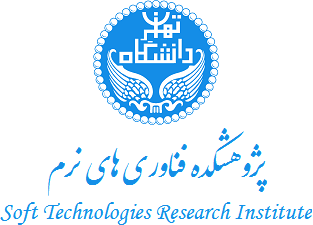 دانشگاه تهران
پژوهشکده فناوری های نرم
Soft Technologies Research Institute